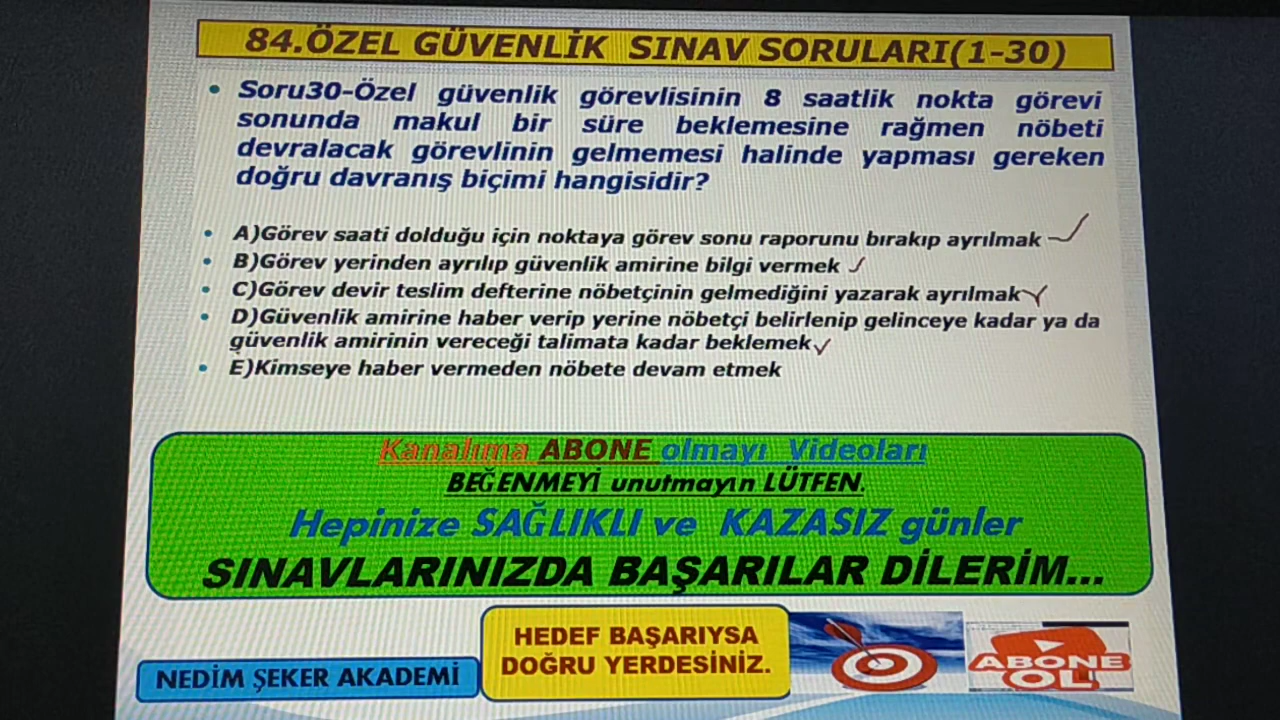 84.ÖZEL GÜVENLİK SINAV SORULARI(1-30)
• Soru30-Özel güvenlik görevlisinin 8 saatlik nokta görevi
sonunda makul bir süre beklemesine rağmen nöbeti
devralacak görevlinin gelmemesi halinde yapması gereken
doğru davranış biçimi hangisidir?
• A)Görev saati dolduğu için noktaya görev sonu raporunu bırakıp ayrılmak
• B)Görev yerinden ayrılıp güvenlik amirine bilgi vermek
• C)Görev devir teslim defterine nöbetçinin gelmediğini yazarak ayrılmak
• D)Güvenlik amirine haber verip yerine nöbetçi belirlenip gelinceye kadar ya da
güvenlik amirinin vereceği talimata kadar beklemek
• E)Kimseye haber vermeden nöbete devam etmek
Kanalıma ABONE olmayı Videoları
BEĞENMEYİ unutmayın LÜTFEN.
Hepinize SAĞLIKLI ve KAZASIZ günler
SINAVLARINIZDA BAŞARILAR DİLERİM...
HEDEF BAŞARIYSA
DOĞRU YERDESİNİZ.
NEDİM ŞEKER AKADEMİ
ABONE
OL